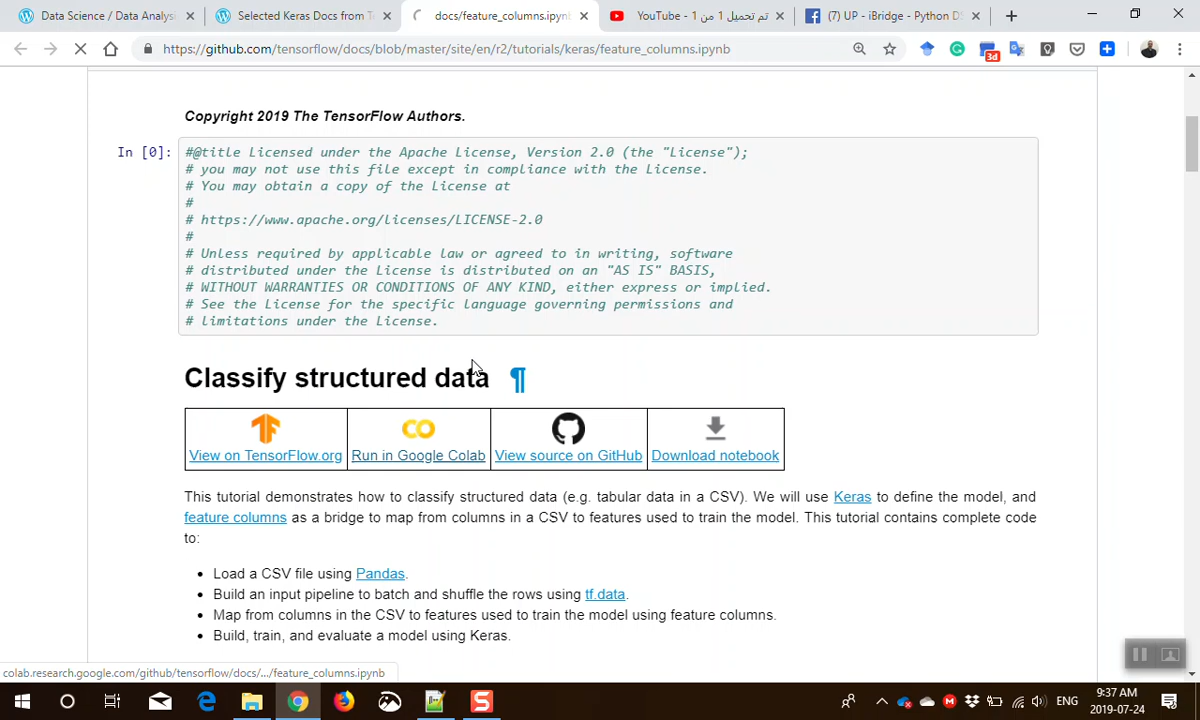 Data Science / Data Analysi
Selected Keras Docs from T
docs/feature_columns.ipynb
YouTube - تم تحميل 1 من 1
(7) UP - iBridge - Python DS
https://github.com/tensorflow/docs/blob/master/site/en/r2/tutorials/keras/feature_columns.ipynb
3d
Copyright 2019 The TensorFlow Authors.
In [0]:
#@title Licensed under the Apache License, Version 2.0 (the "License");
# you may not use this file except in compliance with the License.
# You may obtain a copy of the License at
#
# https://www.apache.org/licenses/LICENSE-2.0
#
# Unless required by applicable law or agreed to in writing, software
# distributed under the License is distributed on an "AS IS" BASIS,
# WITHOUT WARRANTIES OR CONDITIONS OF ANY KIND, either express or implied.
# See the License for the specific language governing permissions and
# limitations under the License.
Classify structured data ¶
View on TensorFlow.org
Run in Google Colab
View source on GitHub
Download notebook
This tutorial demonstrates how to classify structured data (e.g. tabular data in a CSV). We will use Keras to define the model, and
feature columns as a bridge to map from columns in a CSV to features used to train the model. This tutorial contains complete code
to:
• Load a CSV file using Pandas.
• Build an input pipeline to batch and shuffle the rows using tf.data.
• Map from columns in the CSV to features used to train the model using feature columns.
• Build, train, and evaluate a model using Keras.
colab.research.google.com/github/tensorflow/docs/.../feature_columns.ipynb
ENG
9:37 AM
2019-07-24